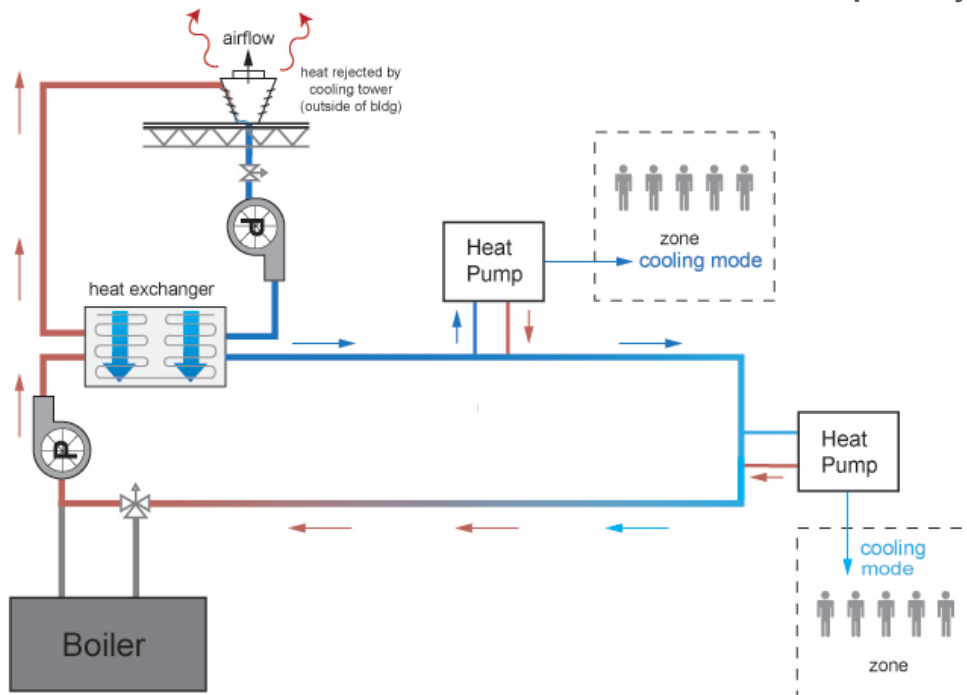 airflow
heat rejected by
cooling tower
(outside of bldg)
P
heat exchanger
Heat
Pump
zone
cooling mode
P
Heat
Pump
cooling
mode
zone
Boiler